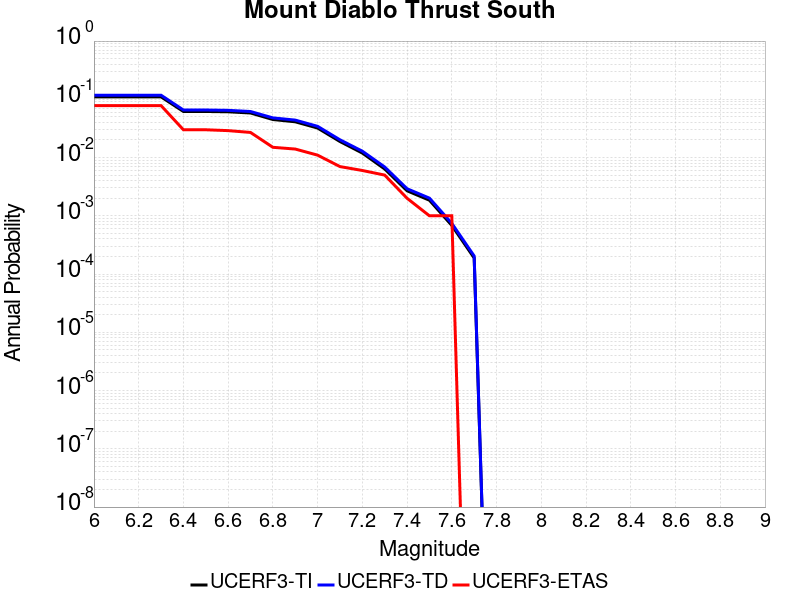 Mount Diablo Thrust South
10^0
10^-1
10^-2
10^-3
10^-4
10^-5
10^-6
10^-7
10^-8
Annual Probability
6 6.2 6.4 6.6 6.8 7 7.2 7.4 7.6 7.8 8 8.2 8.4 8.6 8.8 9
Magnitude
UCERF3-TI UCERF3-TD UCERF3-ETAS